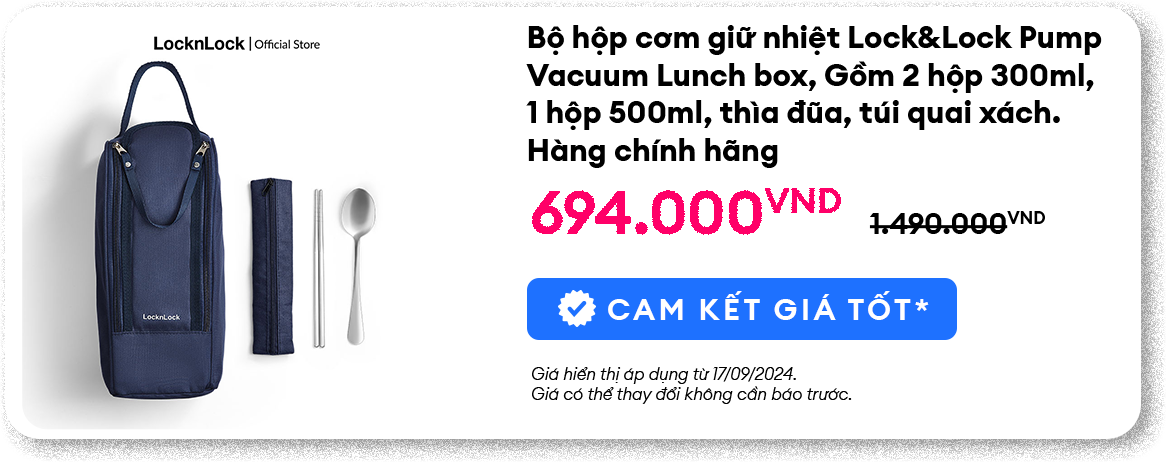 LocknLock | Official Store
Bộ hộp cơm giữ nhiệt Lock&Lock Pump
Vacuum Lunch box, Gồm 2 hộp 300ml,
1 hộp 500ml, thìa đũa, túi quai xách.
Hàng chính hãng
694.000VND 1.490.000VND
LocknLock
CAM KẾT GIÁ TỐT*
Giá hiển thị áp dụng từ 17/09/2024.
Giá có thể thay đổi không cần báo trước.